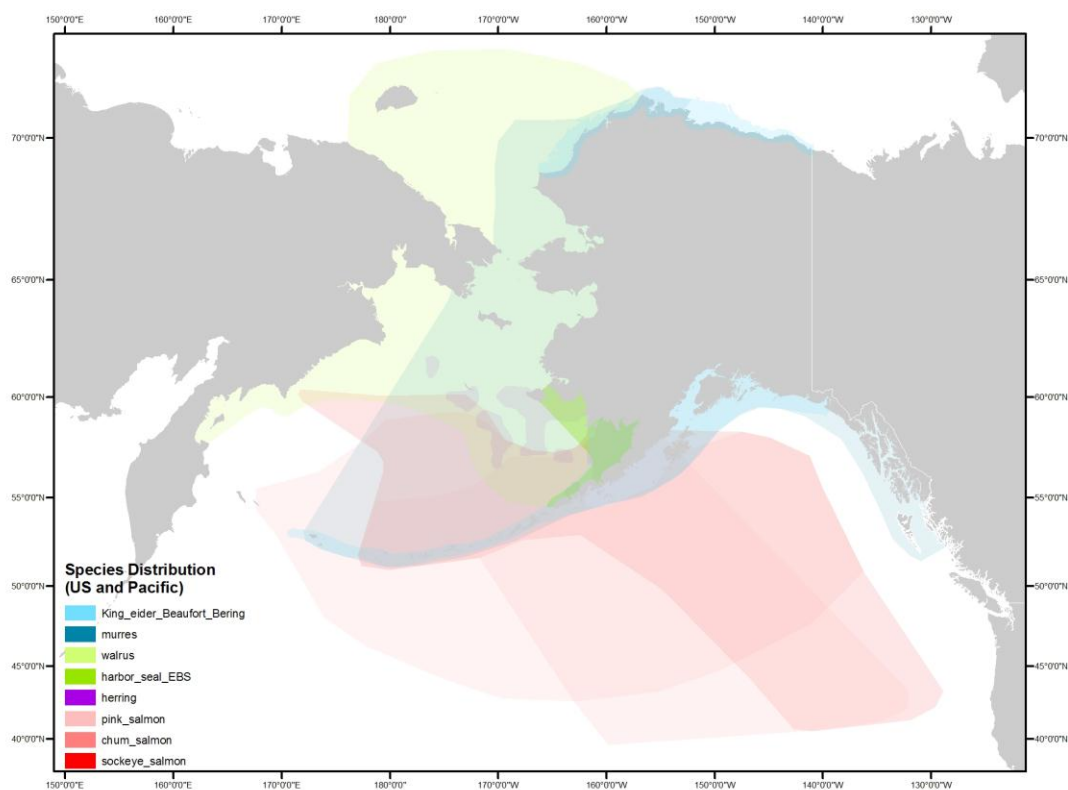 150°0'0"E 160°0'0"E 170°0'0"E 180°0'0" 170°0'0"W 160°0'0"W 150°0'0"W 140°0'0"W 130°0'0"W
70°0'0"N 70°0'0"N
65°0'0"N 65°0'0"N
60°0'0"N 60°0'0"N
55°0'0"N 55°0'0"N
50°0'0"N 50°0'0"N
45°0'0"N 45°0'0"N
40°0'0"N 40°0'0"N
Species Distribution
(US and Pacific)
King_eider_Beaufort_Bering
murres
walrus
harbor_seal_EBS
herring
pink_salmon
chum_salmon
sockeye_salmon
150°0'0"E 160°0'0"E 170°0'0"E 180°0'0" 170°0'0"W 160°0'0"W 150°0'0"W 140°0'0"W 130°0'0"W